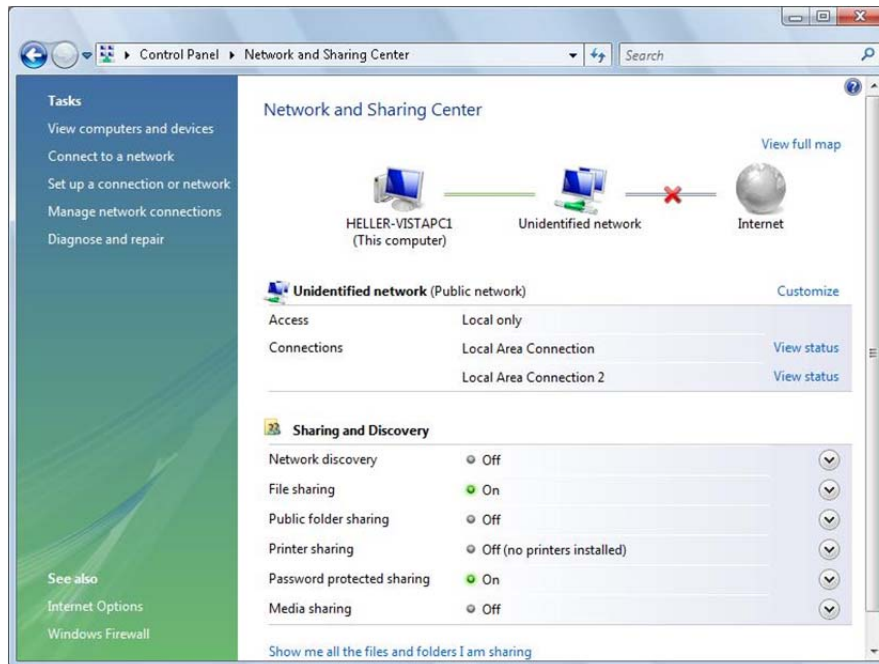 Control Panel Network and Sharing Center Search
Tasks
View computers and devices
Connect to a network
Set up a connection or network
Manage network connections
Diagnose and repair
See also
Internet Options
Windows Firewall
Network and Sharing Center
View full map
HELLER-VISTAPC1
(This computer)
Unidentified network
Internet
Unidentified network (Public network) Customize
Access Local only
Connections Local Area Connection View status
Local Area Connection 2 View status
Sharing and Discovery
Network discovery Off
File sharing On
Public folder sharing Off
Printer sharing Off (no printers installed)
Password protected sharing On
Media sharing Off
Show me all the files and folders I am sharing